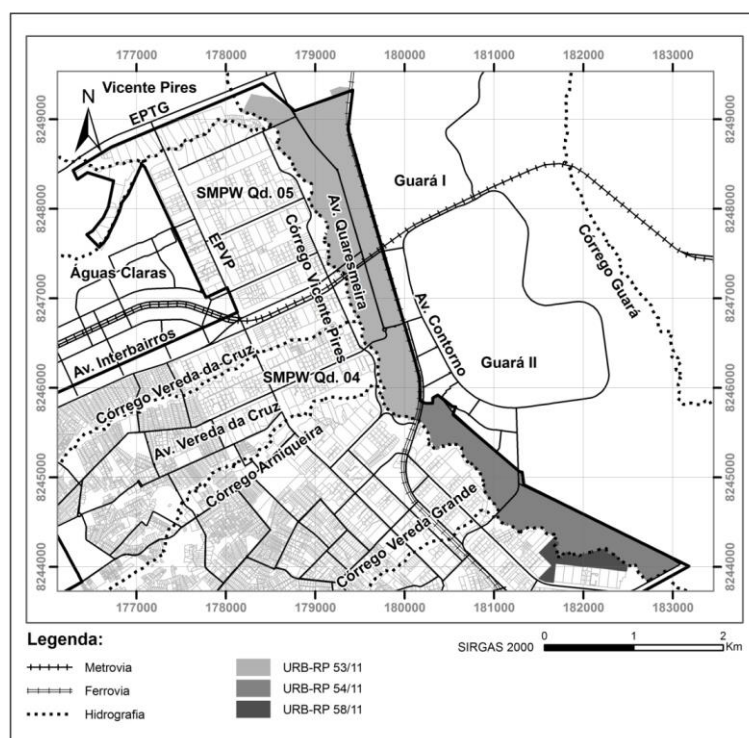 177000 178000 179000 180000 181000 182000 183000
Vicente Pires
N
EPTG
8249000 8249000
Guará I
SMPW Qd. 05
8248000 8248000
Av. Quaresmeira
EPVP
Córrego Vicente Pires
Córrego Guará
Águas Claras
8247000 8247000
Av. Contorno
Av. Interbairros
Guará II
Córrego Vereda da Cruz
SMPW Qd. 04
8246000 8246000
Av. Vereda da Cruz
Córrego Arniqueira
8245000 8245000
Córrego Vereda Grande
8244000 8244000
177000 178000 179000 180000 181000 182000 183000
Legenda:
SIRGAS 2000 0 1 2 Km
Metrovia URB-RP 53/11
Ferrovia URB-RP 54/11
Hidrografia URB-RP 58/11